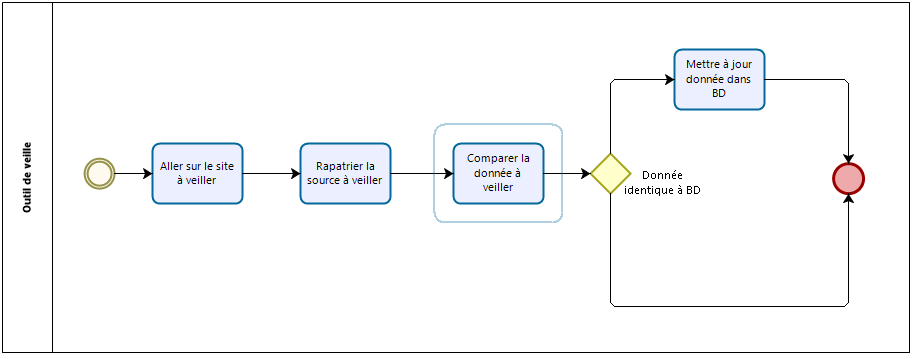 Outil de veille
Aller sur le site
à veiller
Rapatrier la
source à veiller
Comparer la
donnée à
veiller
Donnée
identique à BD
Mettre à jour
donnée dans
BD